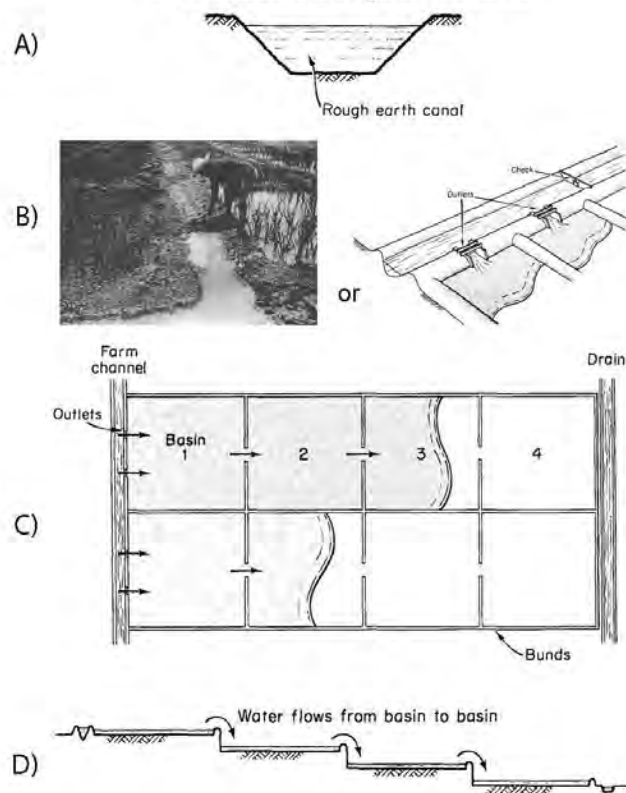 A)
Rough earth canal
B)
Outlets
Check
or
Farm
channel
Drain
Outlets
Basin
1
2
3
4
C)
Bunds
Water flows from basin to basin
D)